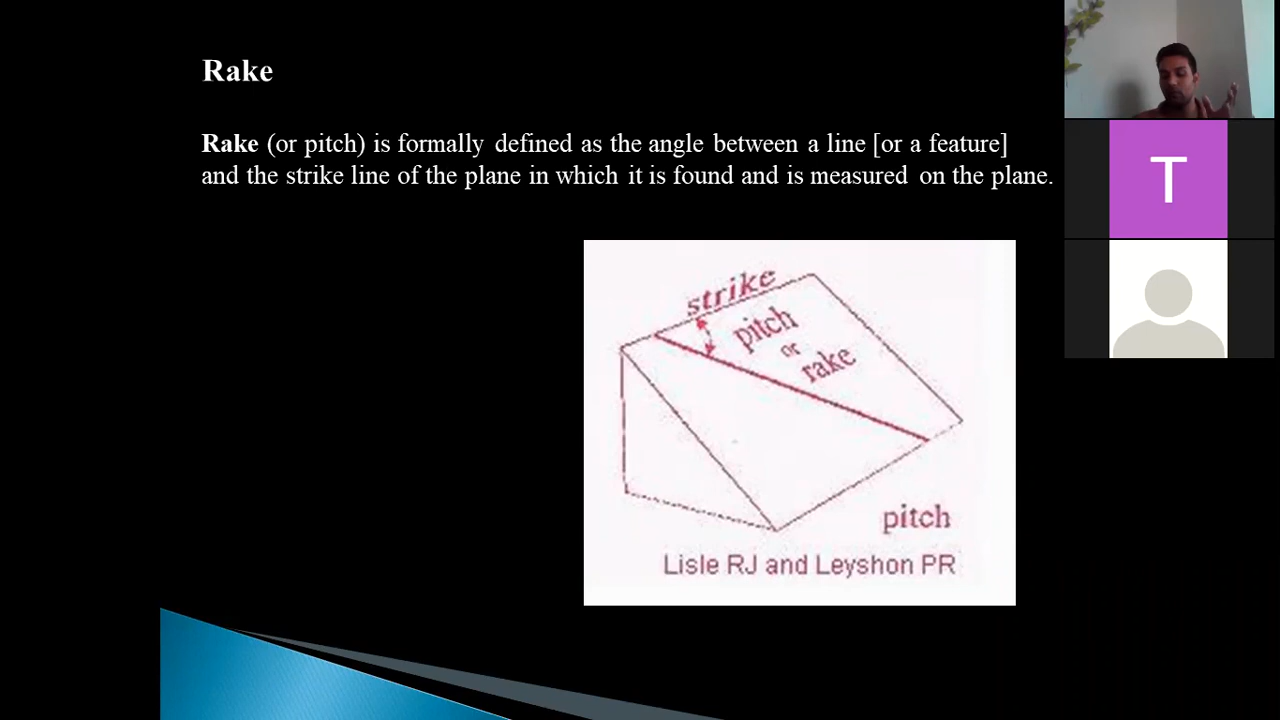 Rake
Rake (or pitch) is formally defined as the angle between a line [or a feature]
and the strike line of the plane in which it is found and is measured on the plane.
strike
pitch
or
rake
pitch
Lisle RJ and Leyshon PR
T